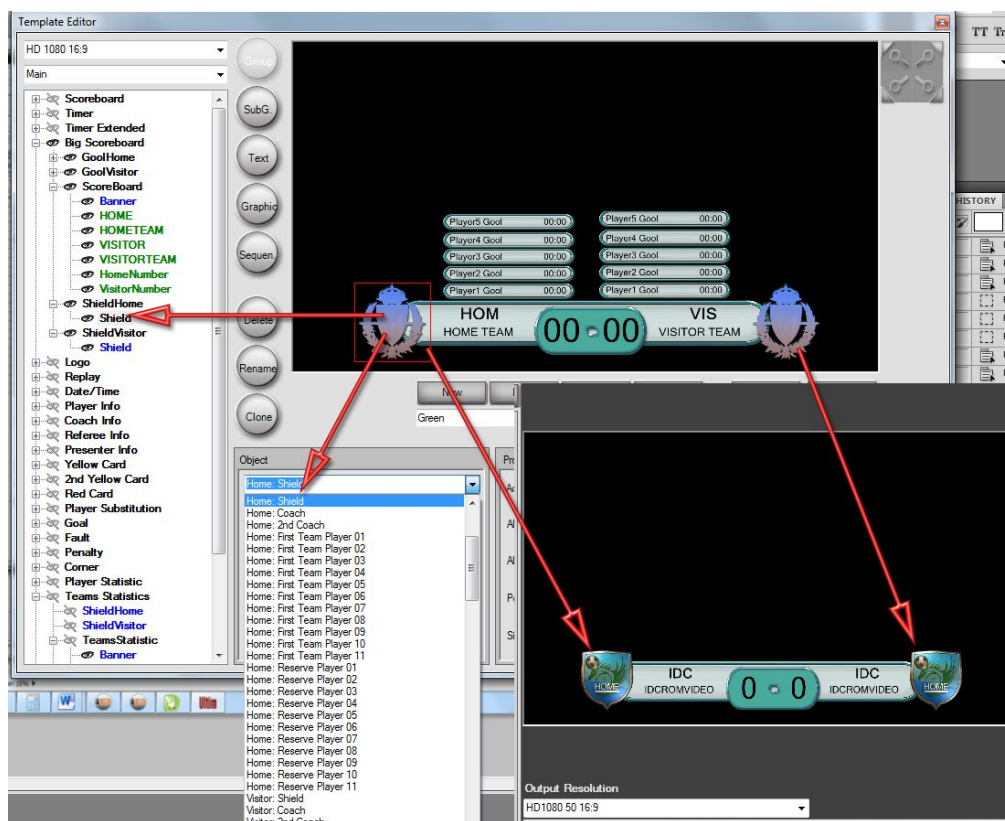 Template Editor
TT Tr
HD 1080 16:9
Main
Scoreboard
Timer
Timer Extended
Big Scoreboard
GoolHome
GoolVisitor
ScoreBoard
Banner
HOME
HOMETEAM
VISITOR
VISITORTEAM
HomeNumber
VisitorNumber
ShieldHome
Shield
ShieldVisitor
Shield
Logo
Replay
Date/Time
Player Info
Coach Info
Referee Info
Presenter Info
Yellow Card
2nd Yellow Card
Red Card
Player Substitution
Goal
Fault
Penalty
Corner
Player Statistic
Teams Statistics
ShieldHome
ShieldVisitor
TeamsStatistic
Banner
Group
SubG.
Text
Graphic
Sequen.
Delete
Rename
Clone
Player5 Gool 00:00 Player5 Gool 00:00
Player4 Gool 00:00 Player4 Gool 00:00
Player3 Gool 00:00 Player3 Gool 00:00
Player2 Gool 00:00 Player2 Gool 00:00
Player1 Gool 00:00 Player1 Gool 00:00
HOM 00 - 00 VIS
HOME TEAM VISITOR TEAM
HISTORY
New
Green
Object
Home: Shield
Home: Shield
Home: Coach
Home: 2nd Coach
Home: First Team Player 01
Home: First Team Player 02
Home: First Team Player 03
Home: First Team Player 04
Home: First Team Player 05
Home: First Team Player 06
Home: First Team Player 07
Home: First Team Player 08
Home: First Team Player 09
Home: First Team Player 10
Home: First Team Player 11
Home: Reserve Player 01
Home: Reserve Player 02
Home: Reserve Player 03
Home: Reserve Player 04
Home: Reserve Player 05
Home: Reserve Player 06
Home: Reserve Player 07
Home: Reserve Player 08
Home: Reserve Player 09
Home: Reserve Player 10
Home: Reserve Player 11
Visitor: Shield
Visitor: Coach
Ultim
HOME IDC 0 - 0 IDC HOME
IDCROMVIDEO IDCROMVIDEO
Output Resolution
HD1080 50 16:9